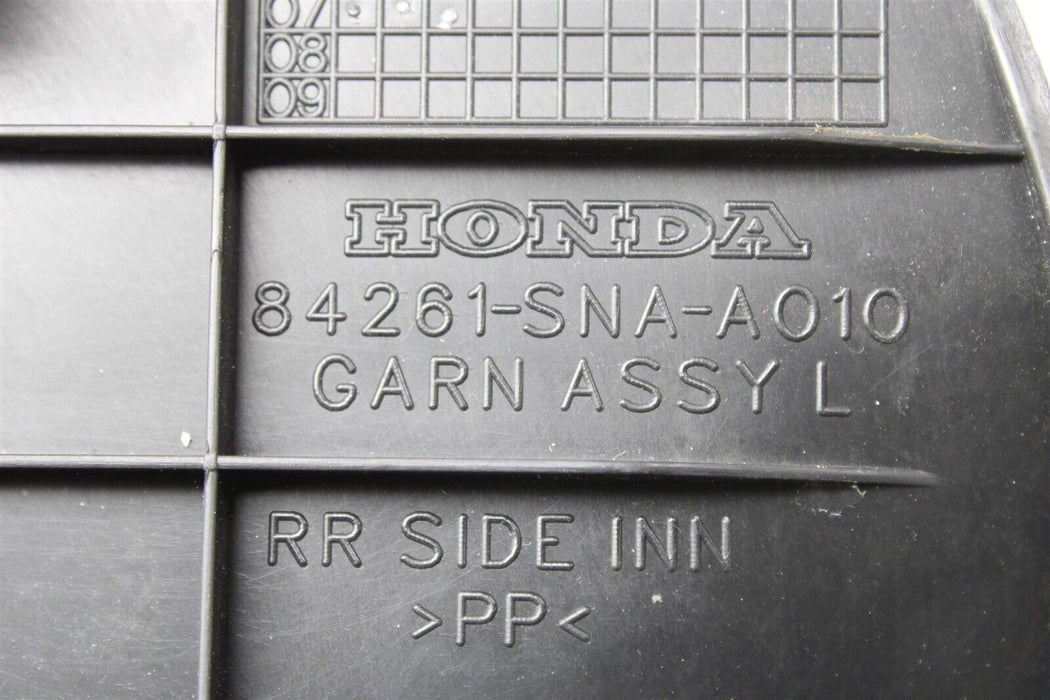 07
08
09
HONDA
84261-SNA-A010
GARN ASSY L
RR SIDE INN
>PP<